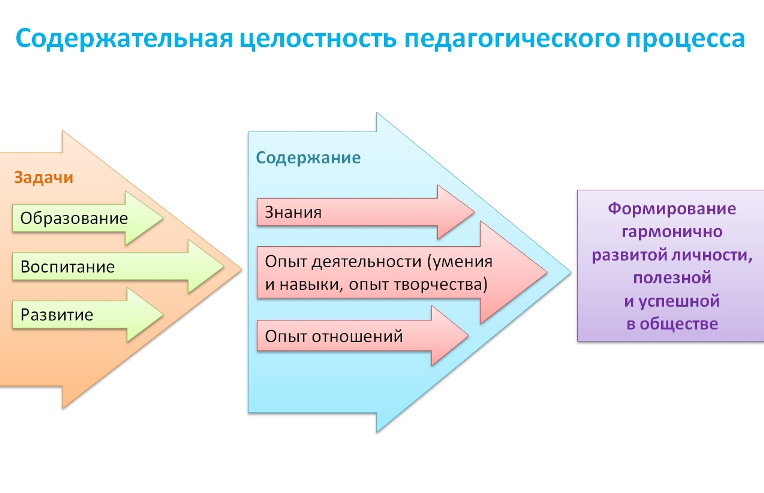 Содержательная целостность педагогического процесса
Задачи
Образование
Воспитание
Развитие
Содержание
Знания
Опыт деятельности (умения
и навыки, опыт творчества)
Опыт отношений
Формирование
гармонично
развитой личности,
полезной
и успешной
в обществе